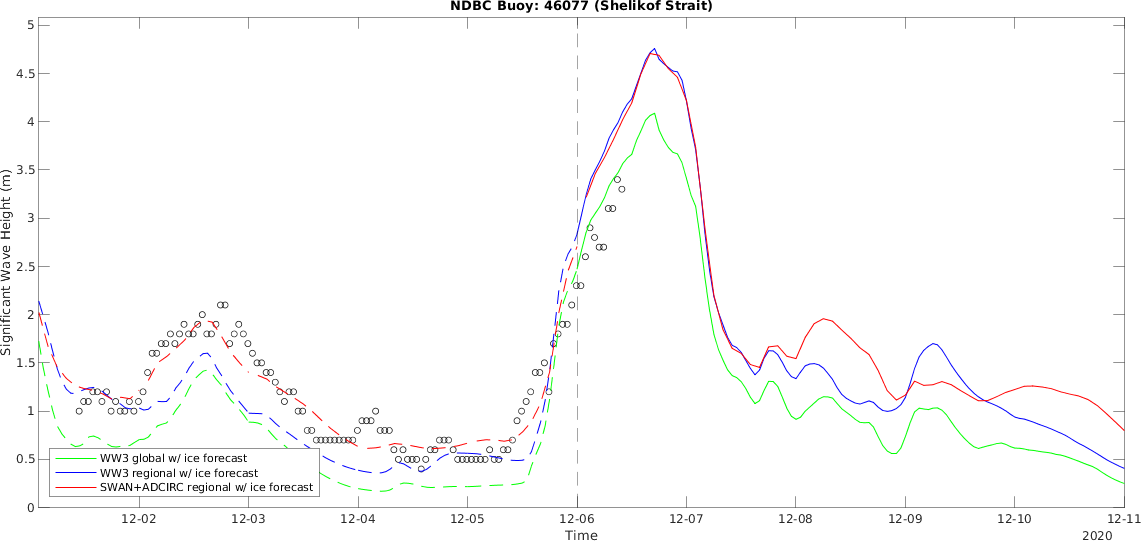 NDBC Buoy: 46077 (Shelikof Strait)
5
4.5
4
3.5
3
2.5
2
1.5
1
0.5
0
Significant Wave Height (m)
WW3 global w/ ice forecast
WW3 regional w/ ice forecast
SWAN+ADCIRC regional w/ ice forecast
12-02 12-03 12-04 12-05 12-06 12-07 12-08 12-09 12-10 12-11
Time
2020